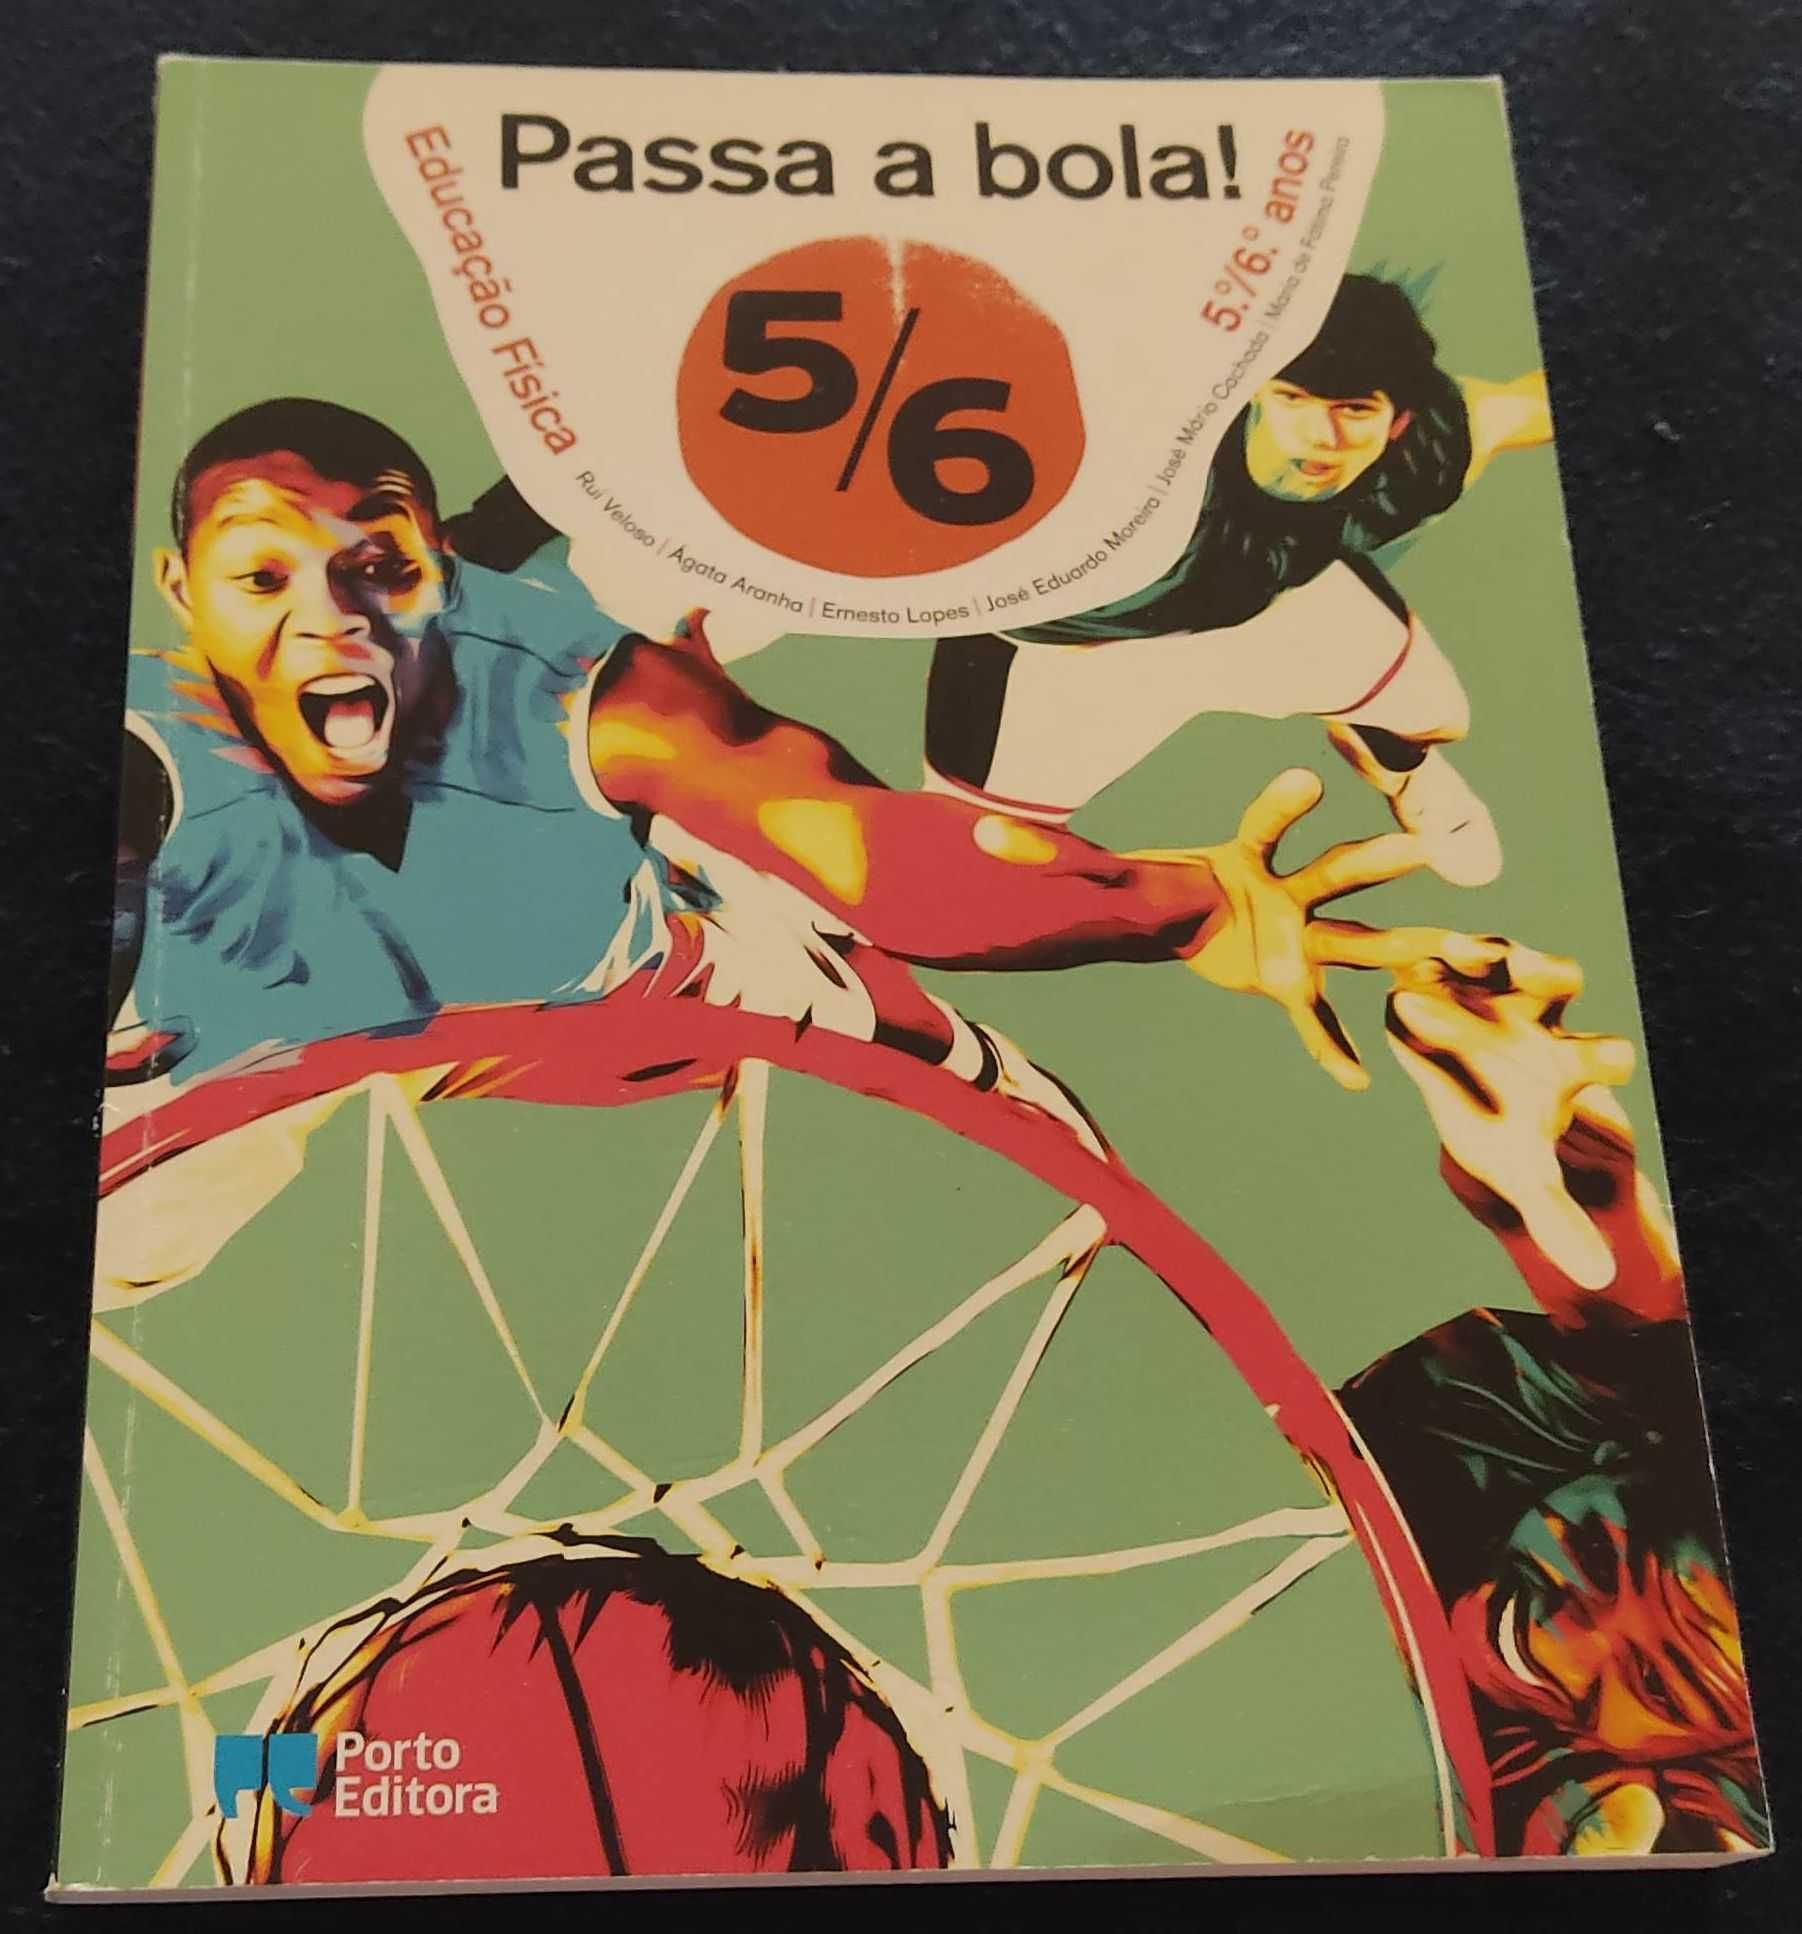 Passa a bola!
Educação Física
5.º/6.º anos
5/6
Rui Veloso | Ágata Aranha | Ernesto Lopes | José Eduardo Moreira | José Mário Cachada | Maria de Fátima Pereira
Porto
Editora